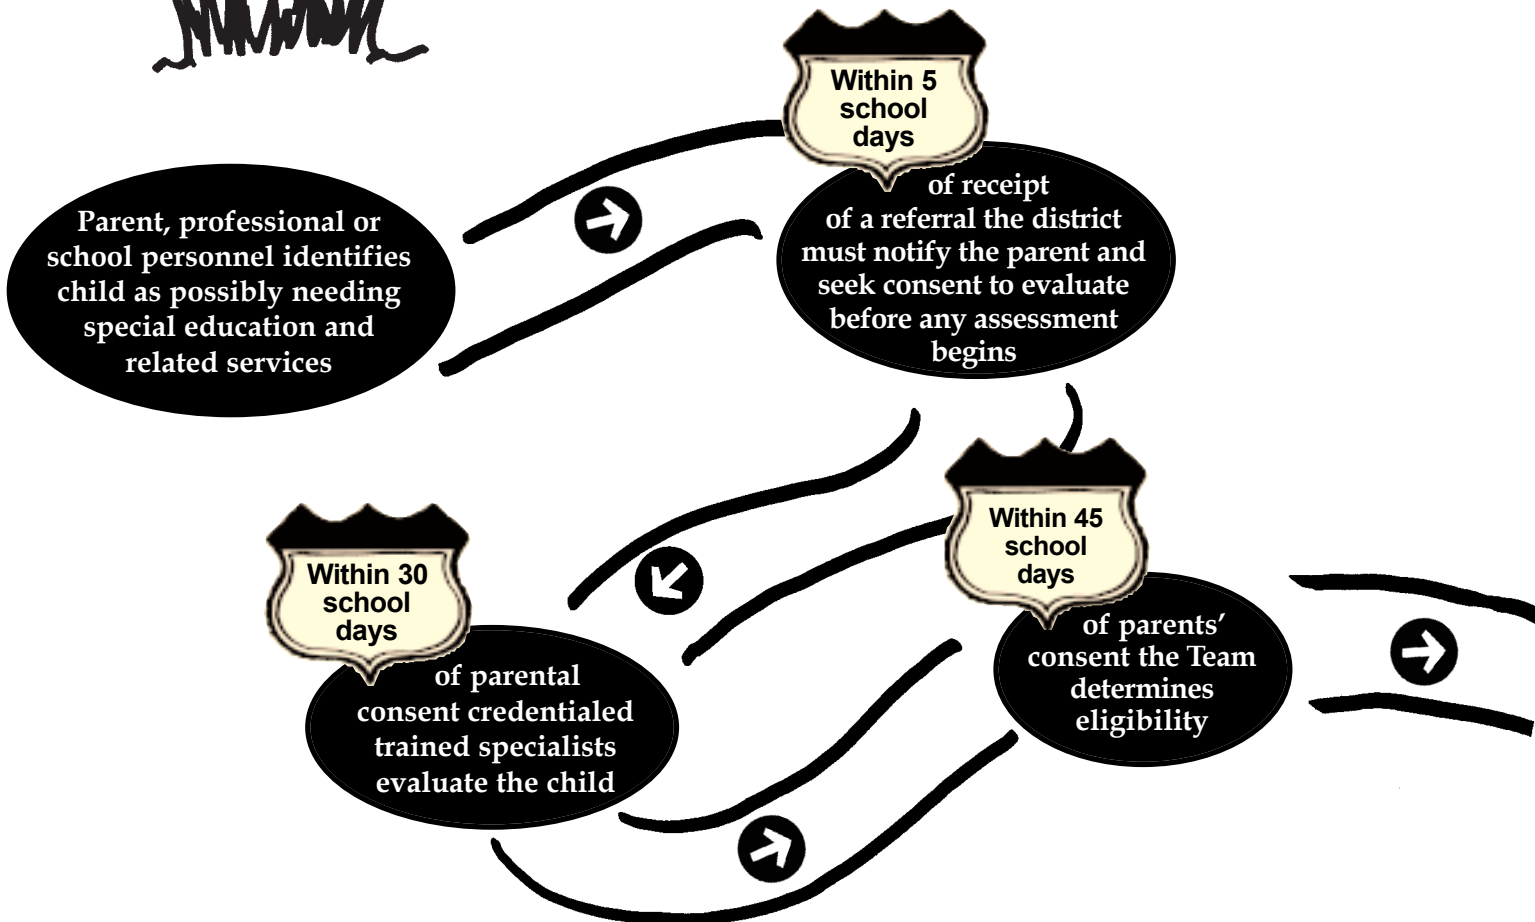 Parent, professional or
school personnel identifies
child as possibly needing
special education and
related services
Within 5
school
days
of receipt
of a referral the district
must notify the parent and
seek consent to evaluate
before any assessment
begins
Within 30
school
days
of parental
consent credentialed
trained specialists
evaluate the child
Within 45
school
days
of parents’
consent the Team
determines
eligibility